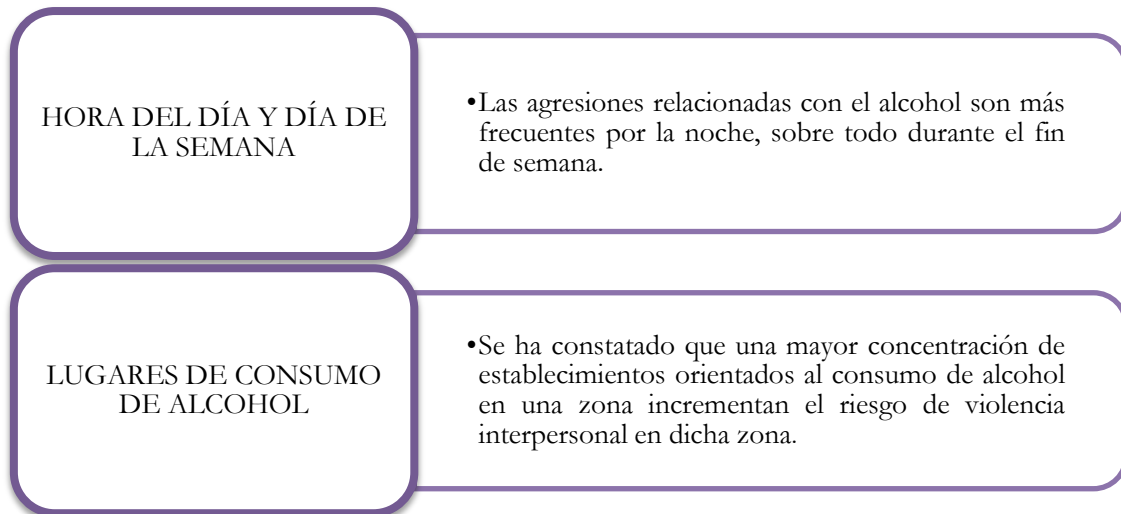 HORA DEL DÍA Y DÍA DE
LA SEMANA
•Las agresiones relacionadas con el alcohol son más
frecuentes por la noche, sobre todo durante el fin
de semana.
LUGARES DE CONSUMO
DE ALCOHOL
•Se ha constatado que una mayor concentración de
establecimientos orientados al consumo de alcohol
en una zona incrementan el riesgo de violencia
interpersonal en dicha zona.